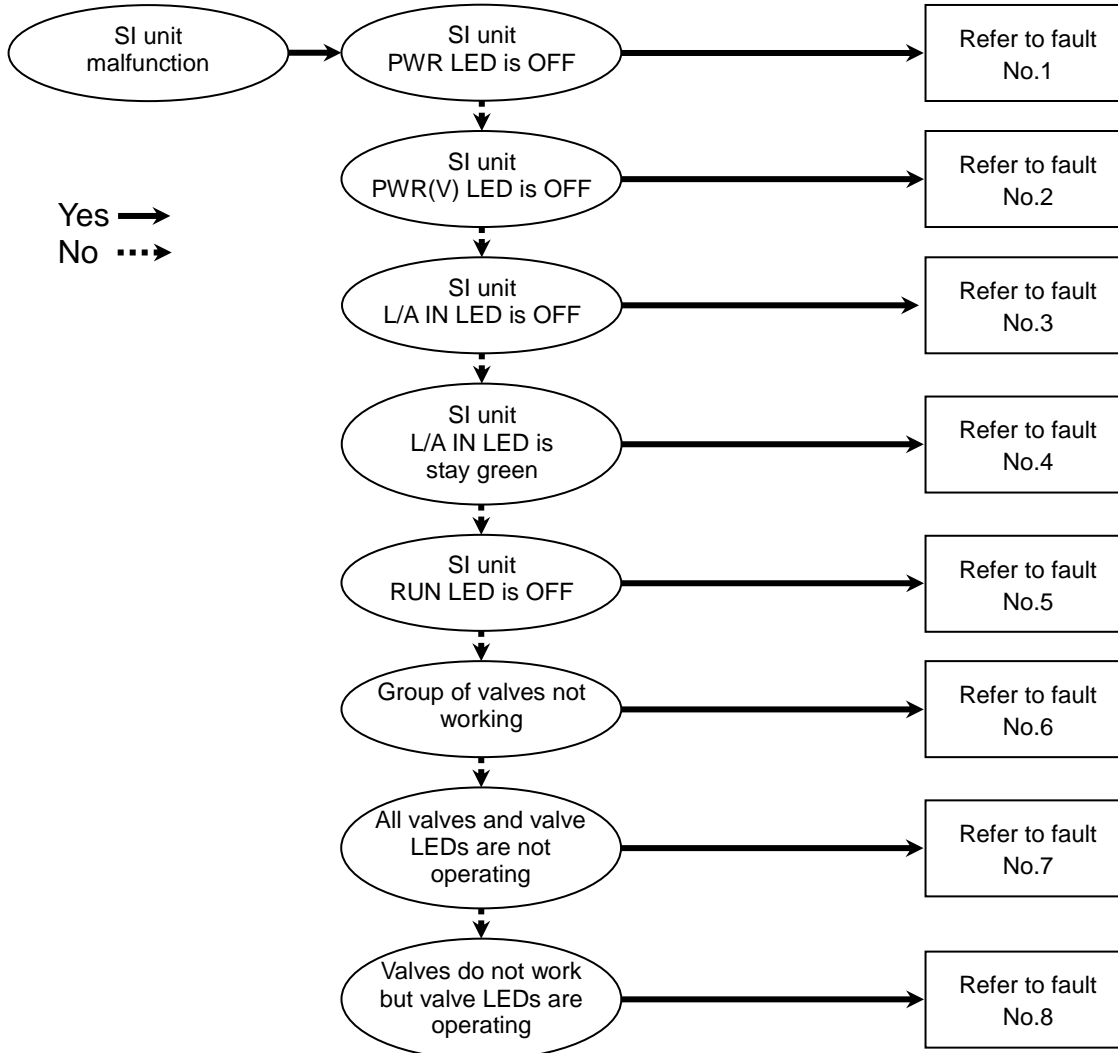 SI unit
malfunction
SI unit
PWR LED is OFF
Refer to fault
No.1
SI unit
PWR(V) LED is OFF
Refer to fault
No.2
Yes
No
SI unit
L/A IN LED is OFF
Refer to fault
No.3
SI unit
L/A IN LED is
stay green
Refer to fault
No.4
SI unit
RUN LED is OFF
Refer to fault
No.5
Group of valves not
working
Refer to fault
No.6
All valves and valve
LEDs are not
operating
Refer to fault
No.7
Valves do not work
but valve LEDs are
operating
Refer to fault
No.8